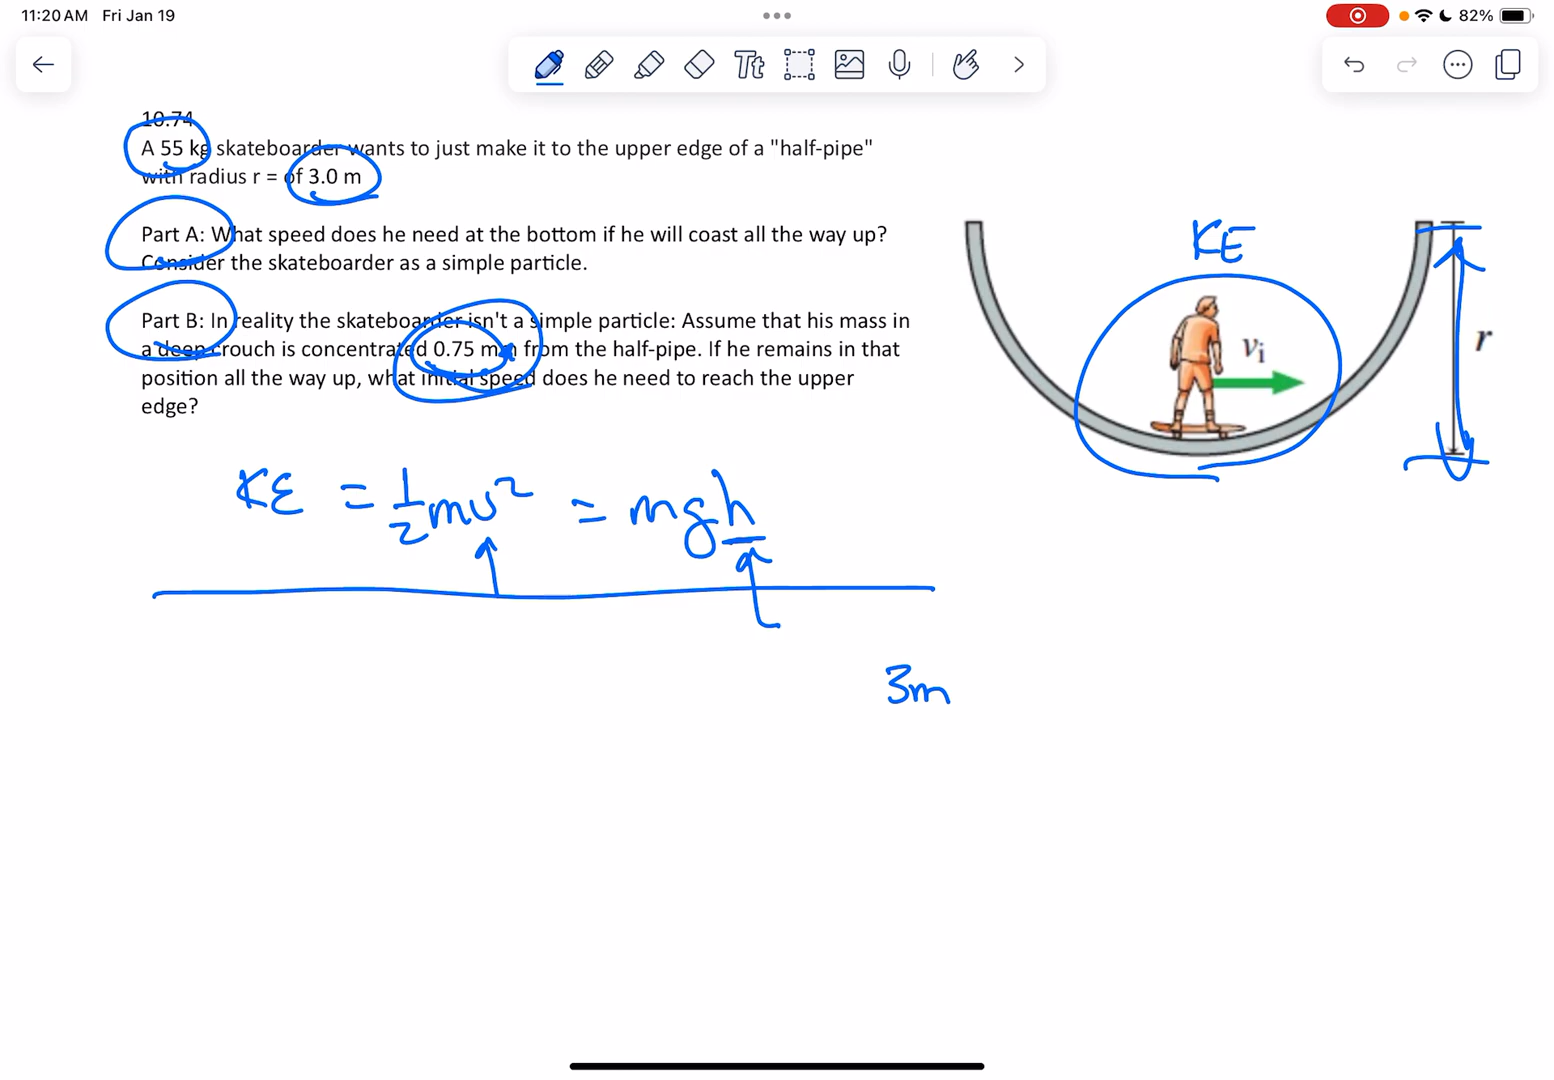 11:20 AM Fri Jan 19
82%
Tt
10.74
A 55 kg skateboarder wants to just make it to the upper edge of a "half-pipe"
with radius r = of 3.0 m
Part A: What speed does he need at the bottom if he will coast all the way up?
Consider the skateboarder as a simple particle.
Part B: In reality the skateboarder isn't a simple particle: Assume that his mass in
a deep crouch is concentrated 0.75 m from the half-pipe. If he remains in that
position all the way up, what initial speed does he need to reach the upper
edge?
KE
vi
r
KE = 1/2 mv² = mgh
3m